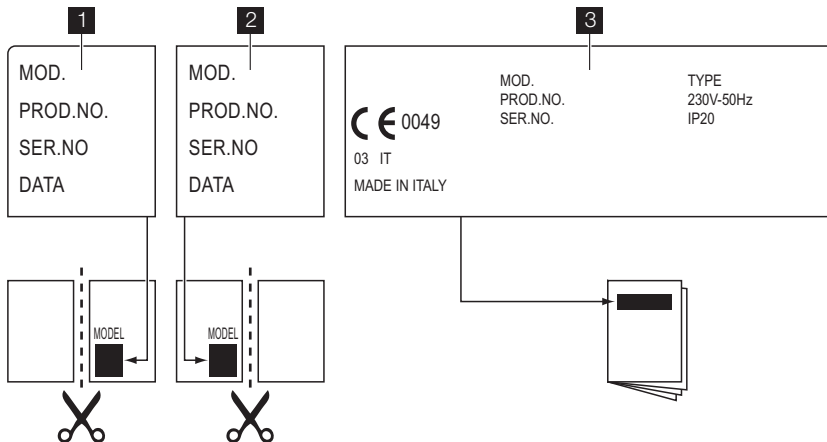 1
MOD.
PROD.NO.
SER.NO
DATA
2
MOD.
PROD.NO.
SER.NO
DATA
3
MOD.
PROD.NO.
SER.NO.
TYPE
230V-50Hz
IP20
CE 0049
03 IT
MADE IN ITALY
MODEL
MODEL